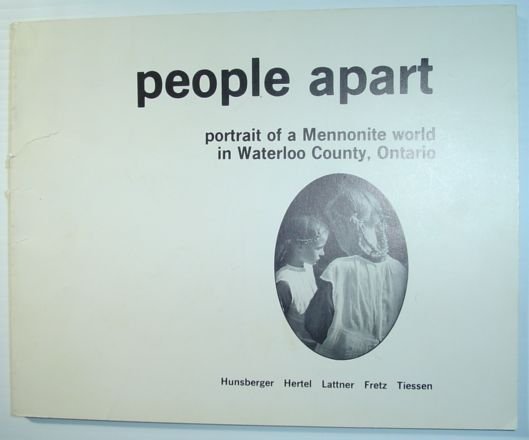 people apart
portrait of a Mennonite world
in Waterloo County, Ontario
Hunsberger Hertel Lattner Fretz Tiessen